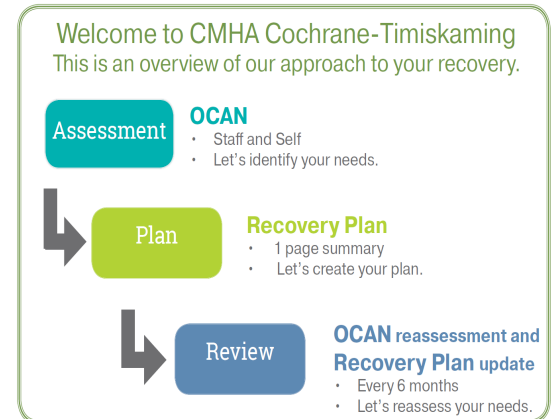 Welcome to CMHA Cochrane-Timiskaming
This is an overview of our approach to your recovery.
Assessment
OCAN
• Staff and Self
• Let's identify your needs.
Plan
Recovery Plan
• 1 page summary
• Let's create your plan.
Review
OCAN reassessment and
Recovery Plan update
• Every 6 months
• Let's reassess your needs.